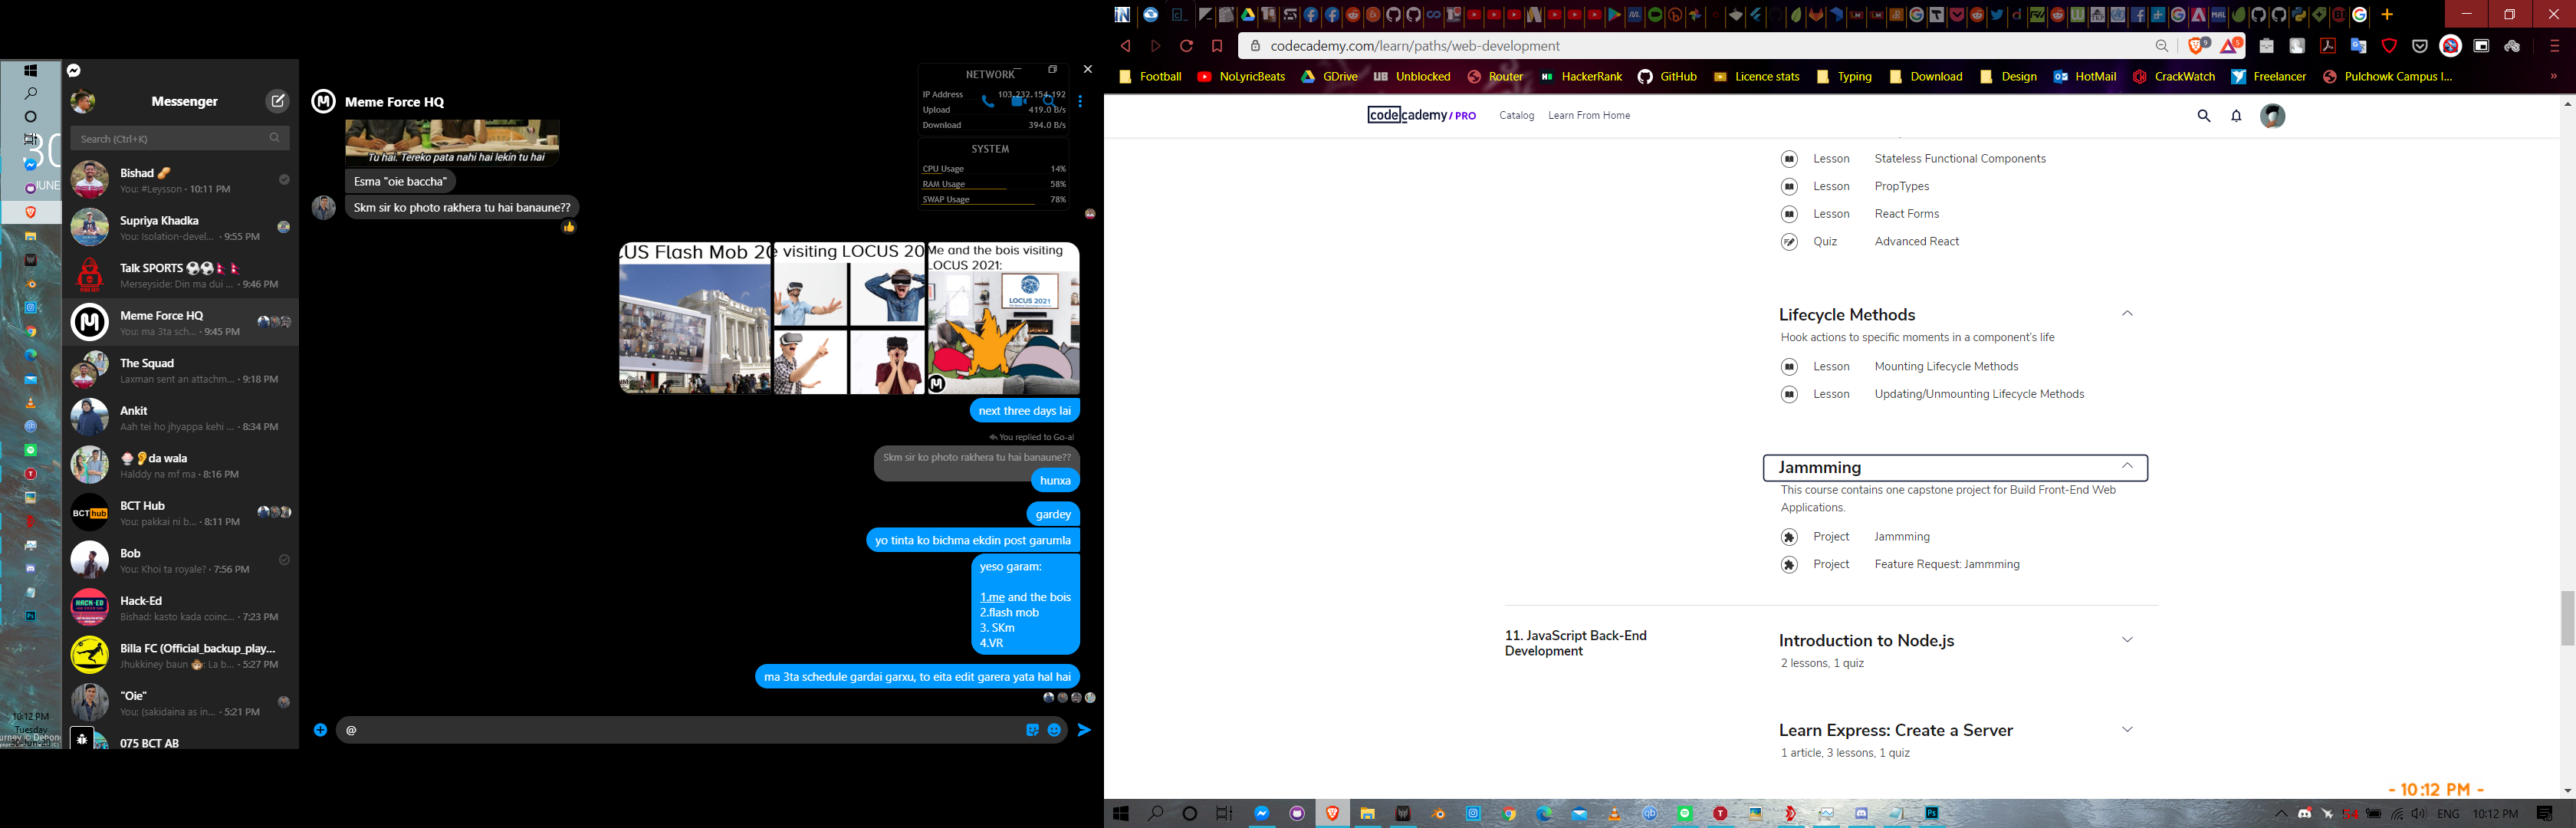 Messenger
Search (Ctrl+K)
Bishad
You: #Leysson · 10:11 PM
Supriya Khadka
You: Isolation-devel... · 9:55 PM
Talk SPORTS
Merseyside: Din ma dui ... · 9:46 PM
Meme Force HQ
You: ma 3ta sch... · 9:45 PM
The Squad
Laxman sent an attachm... · 9:18 PM
Ankit
Aah tei ho jhyappa kehi ... · 8:34 PM
da wala
Halddy na mf ma · 8:16 PM
BCT Hub
You: pakkai ni b... · 8:11 PM
Bob
You: Khoi ta royale? · 7:56 PM
Hack-Ed
Bishad: kasto kada coinc... · 7:23 PM
Billa FC (Official_backup_play...
Jhukkiney baun : La b... · 5:27 PM
"Oie"
You: (sakidaina as in... · 5:21 PM
075 BCT AB
30
JUNE
10:12 PM
Tuesday
Meme Force HQ
NETWORK
IP Address 103.232.154.192
Upload 419.0 B/s
Download 394.0 B/s
SYSTEM
CPU Usage 14%
RAM Usage 58%
SWAP Usage 78%
Tu hai. Tereko pata nahi hai lekin tu hai
Esma "oie baccha"
Skm sir ko photo rakhera tu hai banaune??
CUS Flash Mob 20
e visiting LOCUS 20
Me and the bois visiting
LOCUS 2021:
LOCUS 2021
next three days lai
You replied to Go-al
Skm sir ko photo rakhera tu hai banaune??
hunxa
gardey
yo tinta ko bichma ekdin post garumla
yeso garam:
1.me and the bois
2.flash mob
3. SKm
4.VR
ma 3ta schedule gardai garxu, to eita edit garera yata hal hai
@
codecademy.com/learn/paths/web-development
Football NoLyricBeats GDrive Unblocked Router HackerRank GitHub Licence stats Typing Download Design HotMail CrackWatch Freelancer Pulchowk Campus I...
codecademy / PRO Catalog Learn From Home
Lesson Stateless Functional Components
Lesson PropTypes
Lesson React Forms
Quiz Advanced React
Lifecycle Methods
Hook actions to specific moments in a component's life
Lesson Mounting Lifecycle Methods
Lesson Updating/Unmounting Lifecycle Methods
Jammming
This course contains one capstone project for Build Front-End Web
Applications.
Project Jammming
Project Feature Request: Jammming
11. JavaScript Back-End
Development
Introduction to Node.js
2 lessons, 1 quiz
Learn Express: Create a Server
1 article, 3 lessons, 1 quiz
- 10:12 PM -
54 ENG 10:12 PM